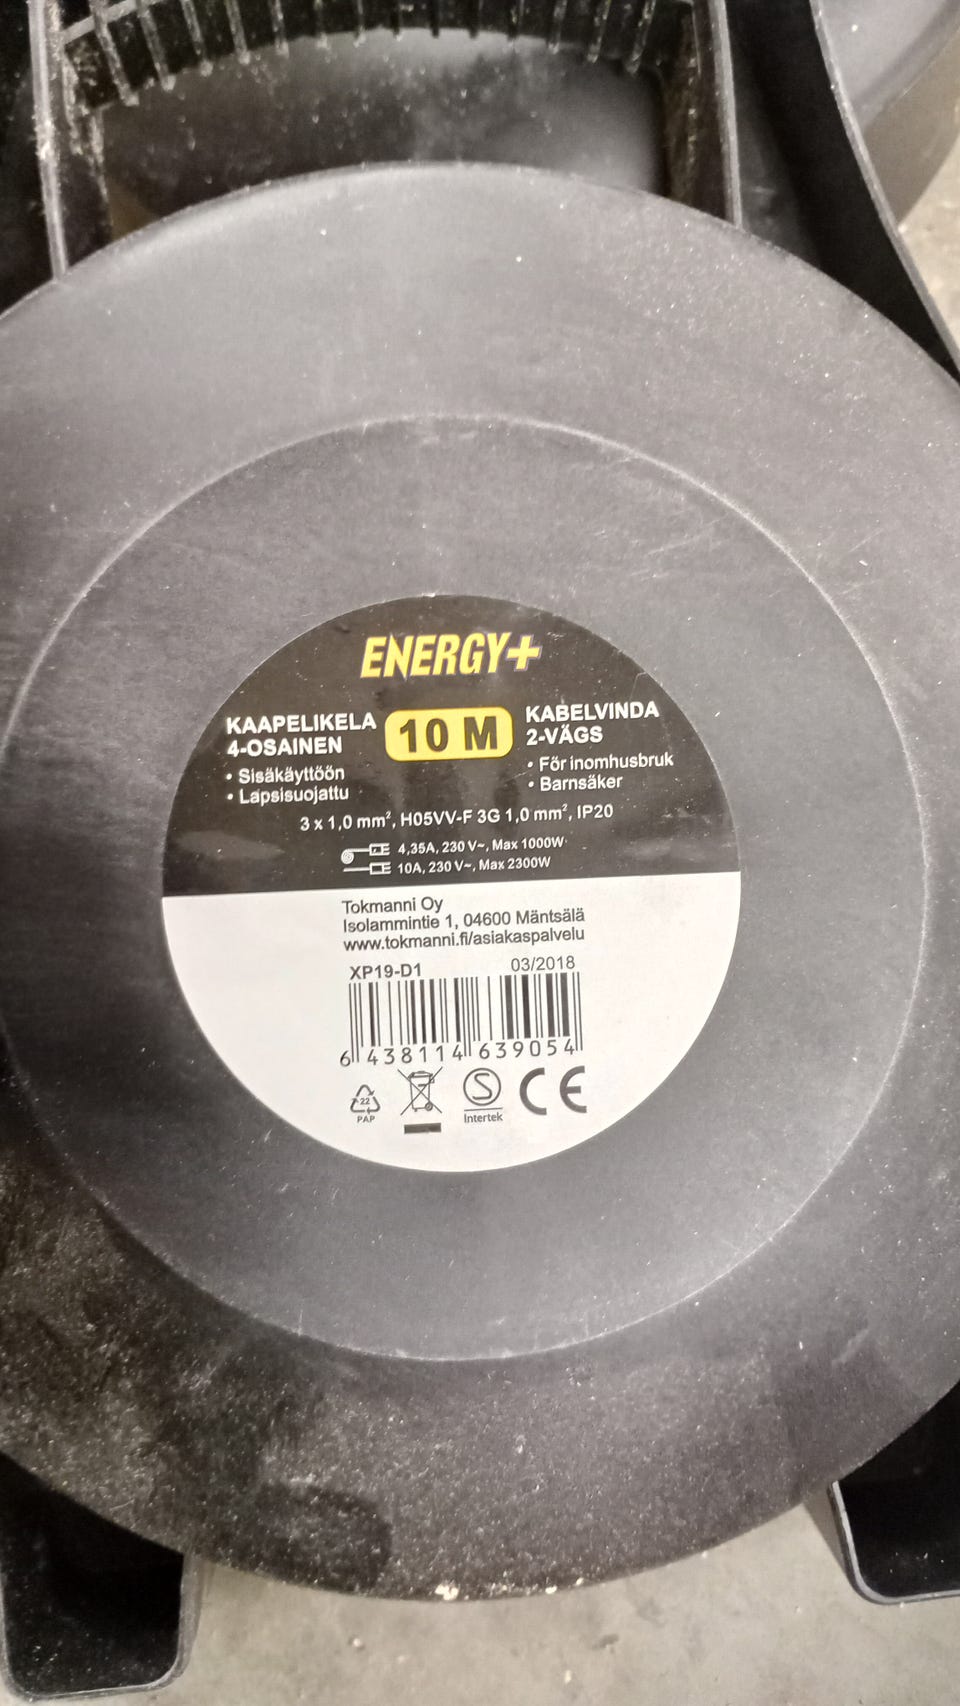 ENERGY+
KAAPELIKELA
4-OSAINEN
• Sisäkäyttöön
• Lapsisuojattu
10 M
KABELVINDA
2-VÄGS
• För inomhusbruk
• Barnsäker
3 x 1,0 mm², H05VV-F 3G 1,0 mm², IP20
4,35A, 230 V~, Max 1000W
10A, 230 V~, Max 2300W
Tokmanni Oy
Isolammintie 1, 04600 Mäntsälä
www.tokmanni.fi/asiakaspalvelu
XP19-D1 03/2018
6 438114 639054
22
PAP
S
Intertek
CE